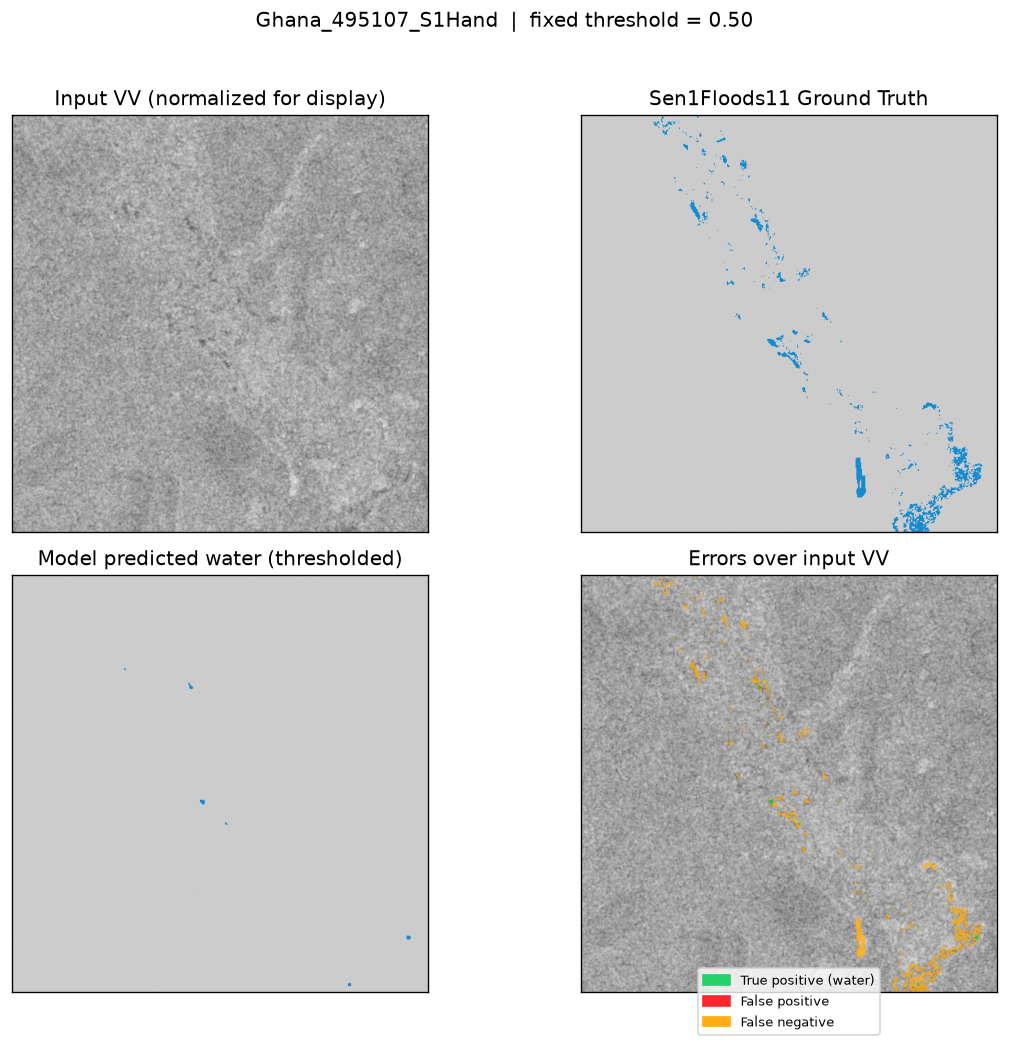 Ghana_495107_S1Hand  |  fixed threshold = 0.50
Input VV (normalized for display)
Sen1Floods11 Ground Truth
Model predicted water (thresholded)
Errors over input VV
True positive (water)
False positive
False negative